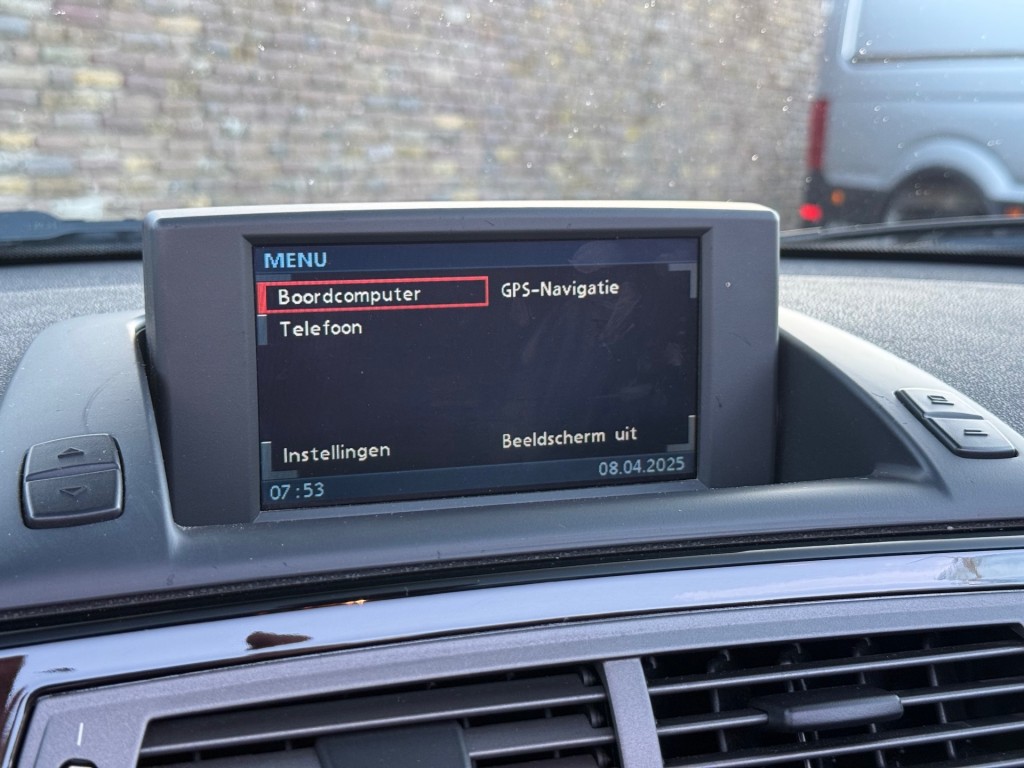 MENU
Boordcomputer
GPS-Navigatie
Telefoon
Instellingen
Beeldscherm uit
07:53
08.04.2025